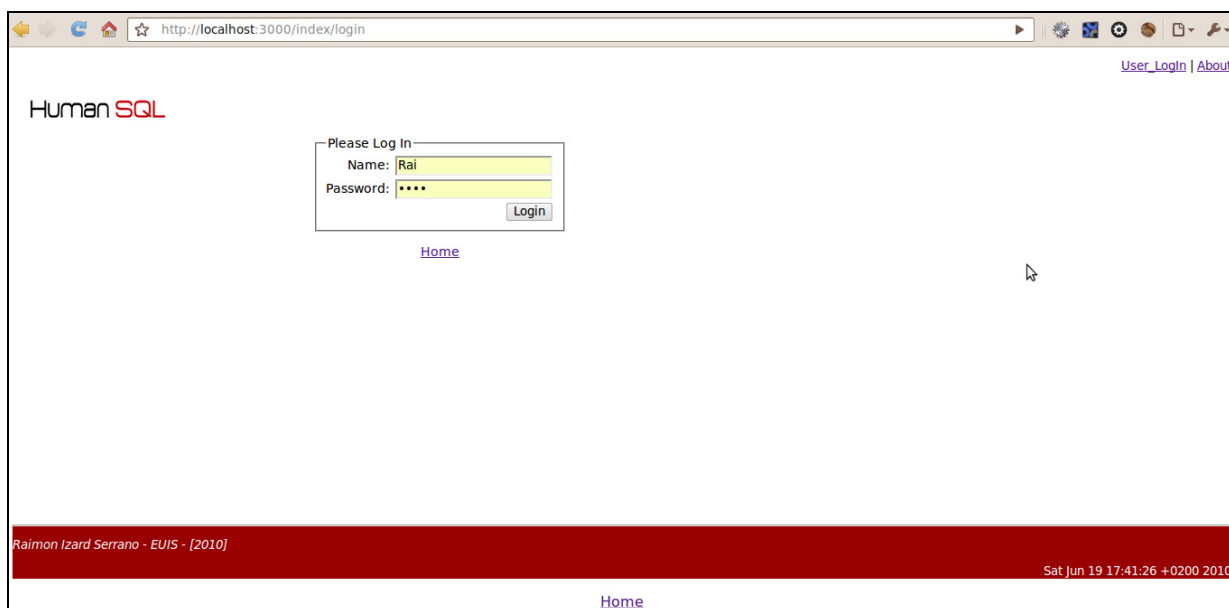 http://localhost:3000/index/login
User_LogIn | About
Human SQL
Please Log In
Name: Rai
Password: ••••
Login
Home
Raimon Izard Serrano - EUIS - [2010]
Sat Jun 19 17:41:26 +0200 2010
Home